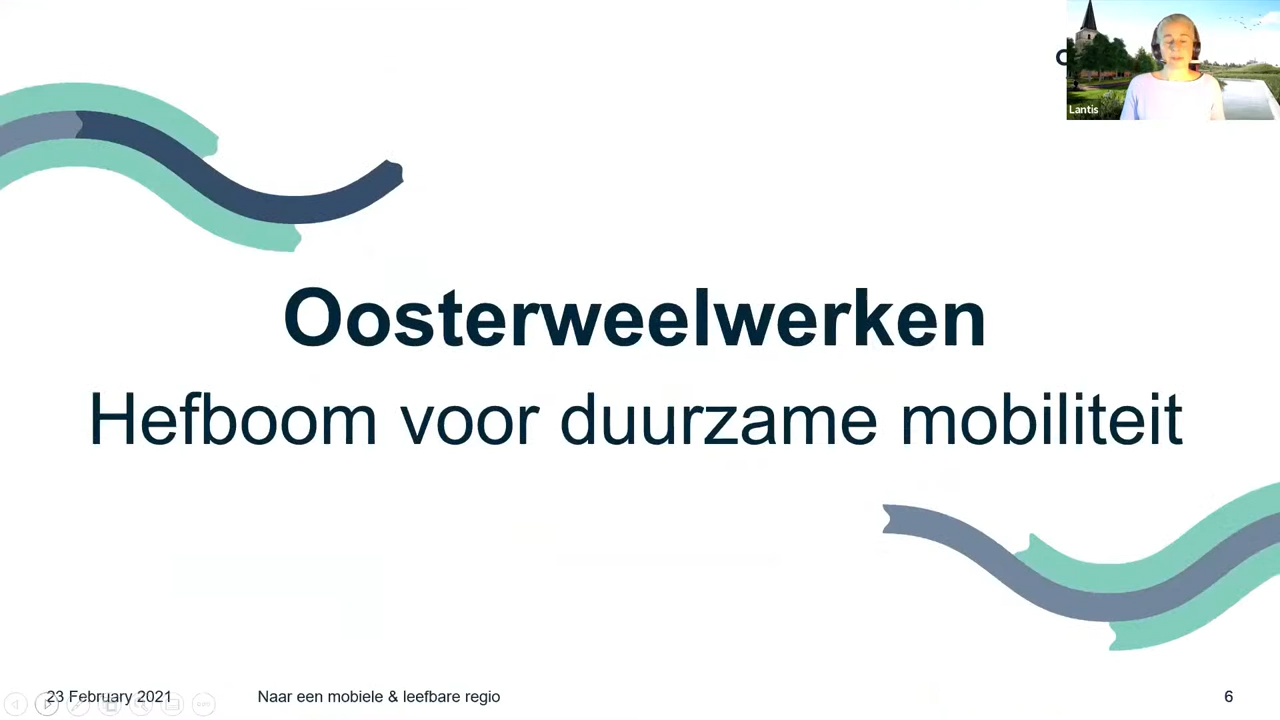 Lantis
Oosterweelwerken
Hefboom voor duurzame mobiliteit
23 February 2021
Naar een mobiele & leefbare regio
6